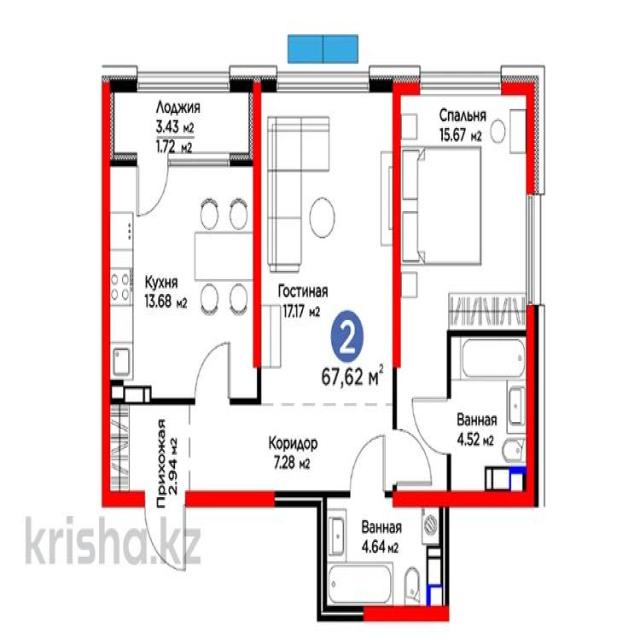 Лоджия
3.43 м2
1.72 м2
Спальня
15.67 м2
Кухня
13.68 м2
Гостиная
17.17 м2
2
67,62 м2
Прихожая
2.94 м2
Коридор
7.28 м2
Ванная
4.52 м2
Ванная
4.64 м2
krisha.kz